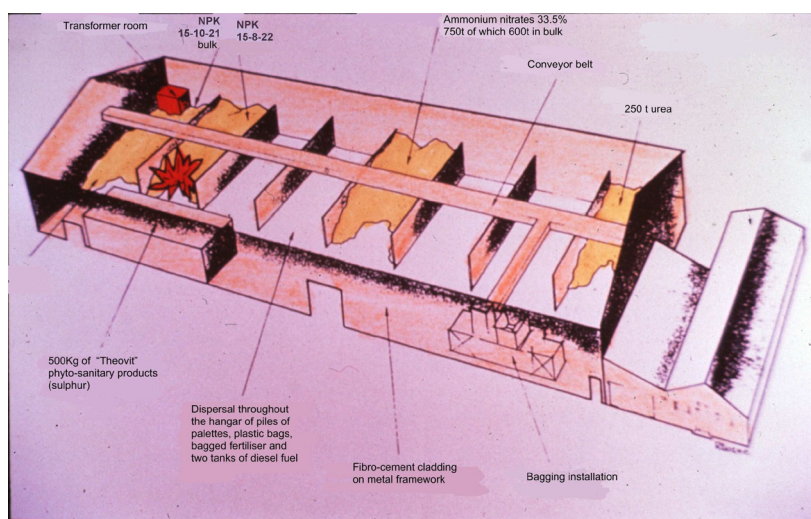 Transformer room
NPK
15-10-21
bulk
NPK
15-8-22
Ammonium nitrates 33.5%
750t of which 600t in bulk
Conveyor belt
250 t urea
500Kg of "Theovit"
phyto-sanitary products
(sulphur)
Dispersal throughout
the hangar of piles of
palettes, plastic bags,
bagged fertiliser and
two tanks of diesel fuel
Fibro-cement cladding
on metal framework
Bagging installation